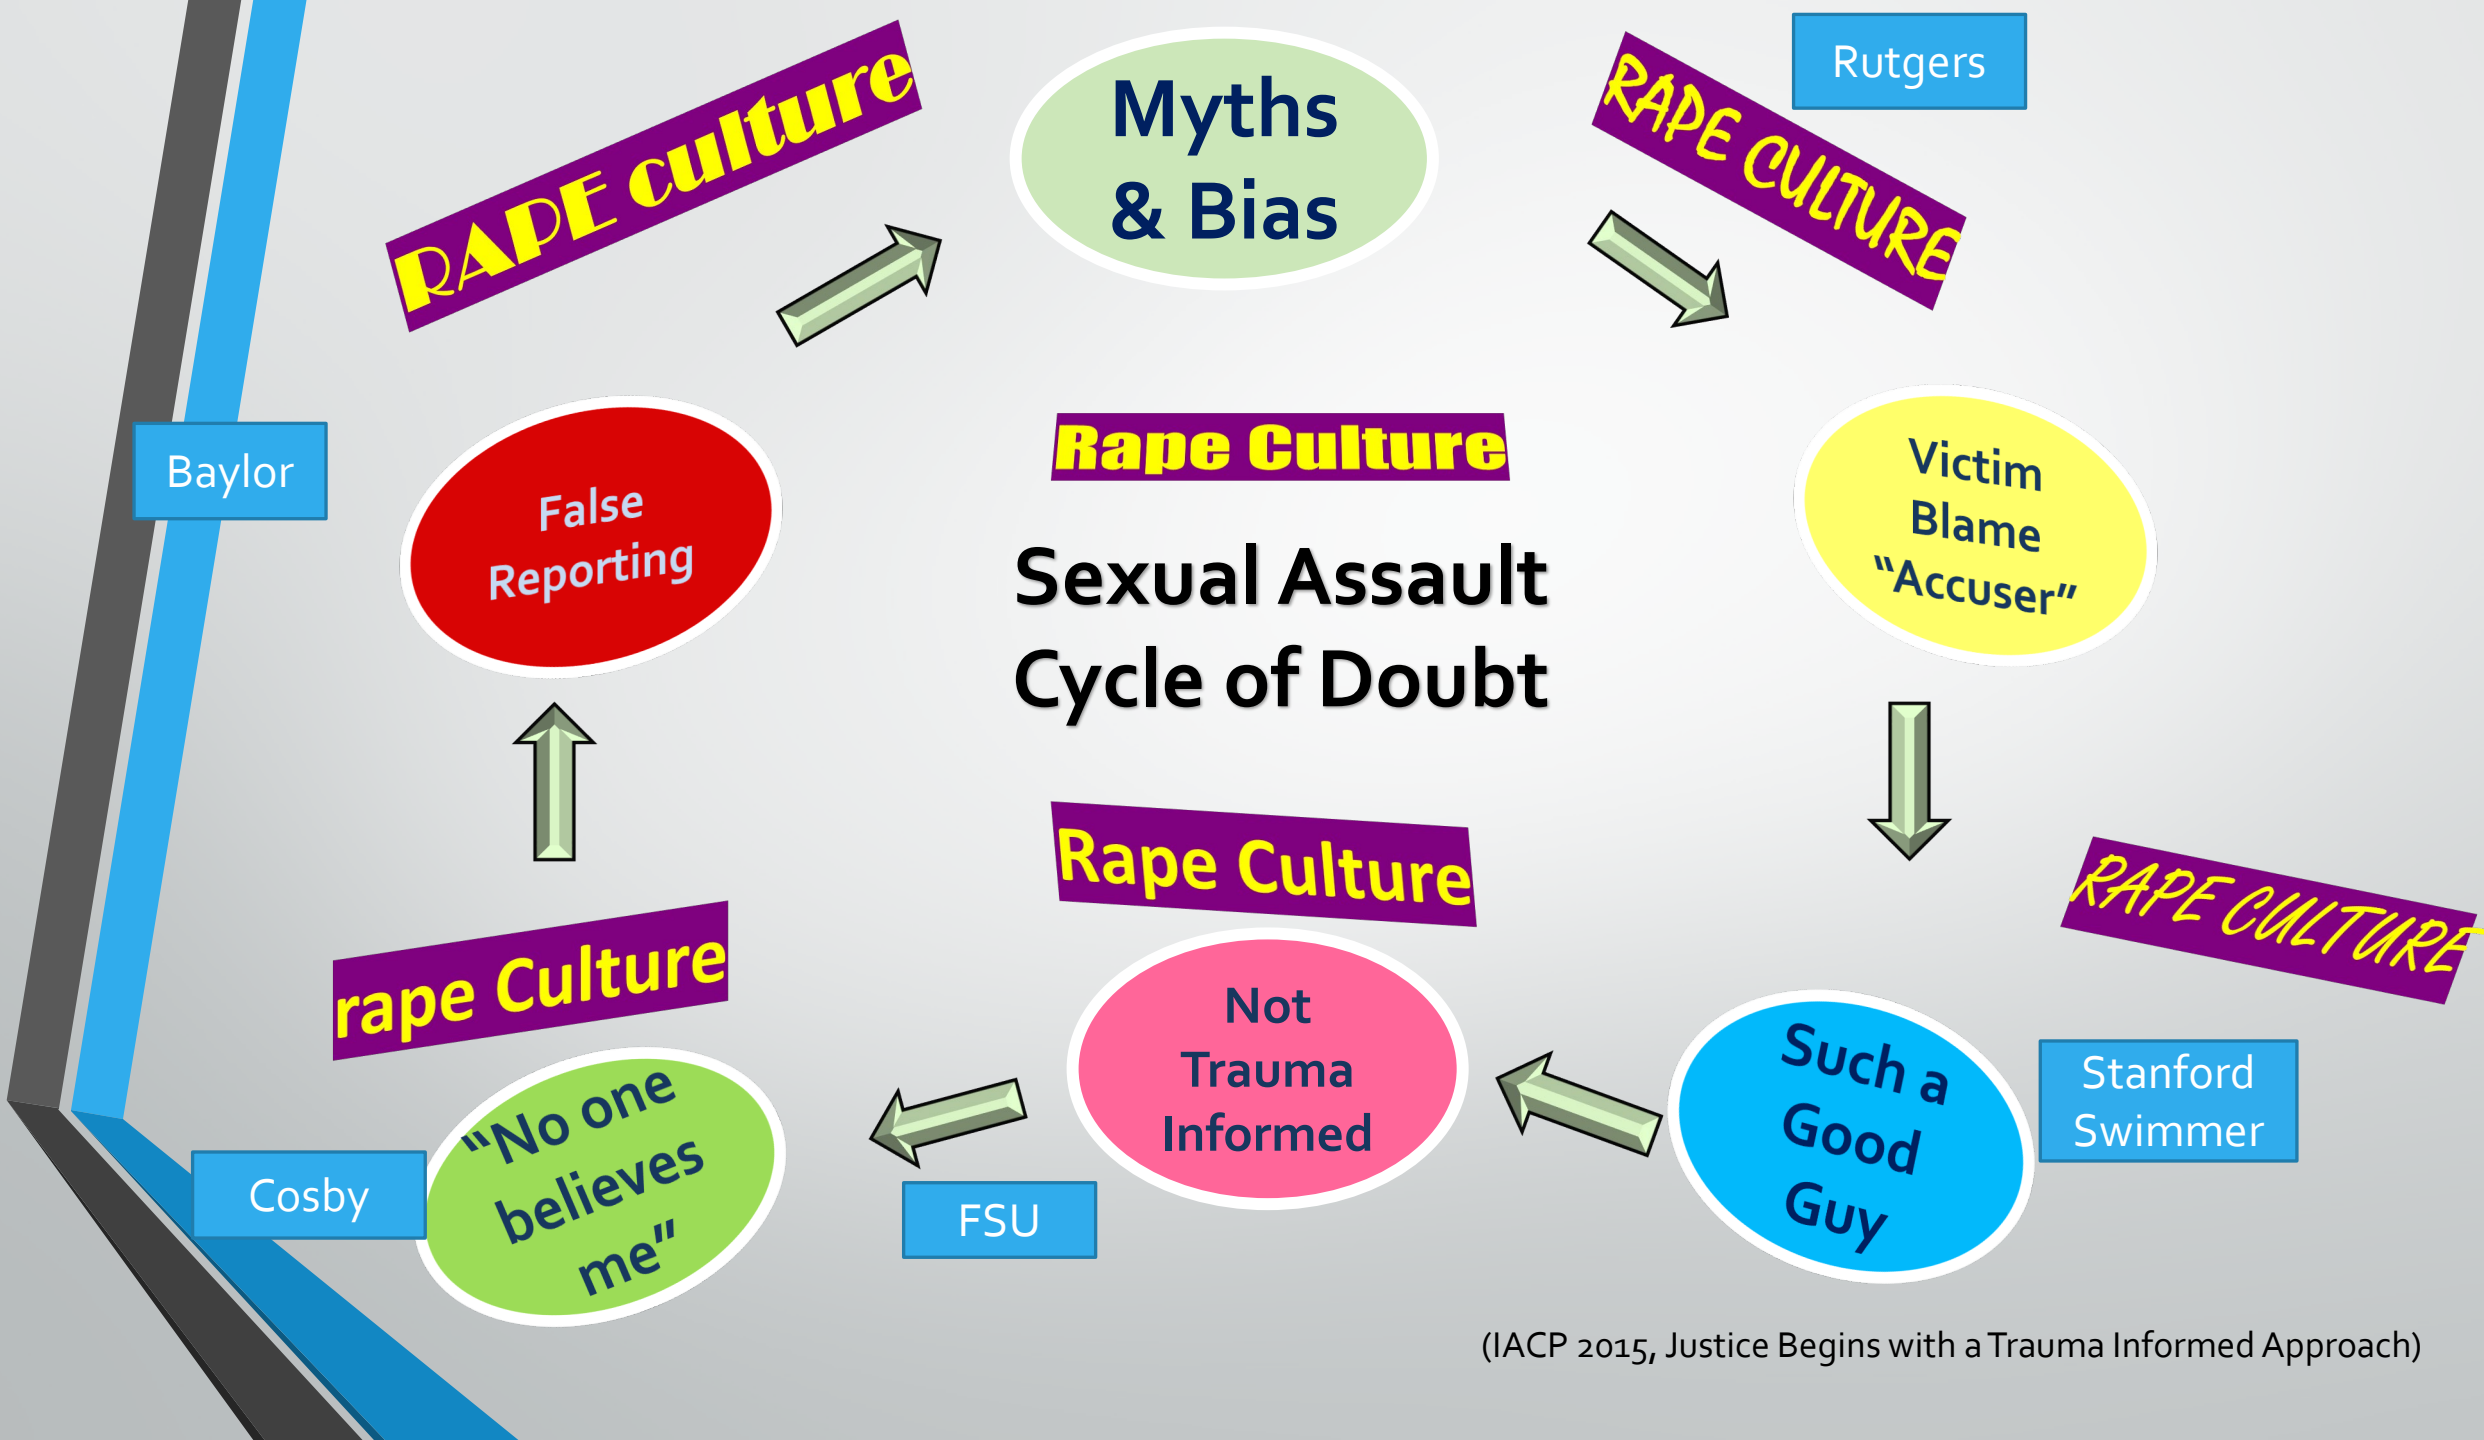 RAPE culture
Myths
& Bias
RAPE CULTURE
Rutgers
Baylor
False
Reporting
Rape Culture
Sexual Assault
Cycle of Doubt
Victim
Blame
“Accuser”
rape Culture
Rape Culture
RAPE CULTURE
“No one
believes
me”
Cosby
Not
Trauma
Informed
FSU
Such a
Good
Guy
Stanford
Swimmer
(IACP 2015, Justice Begins with a Trauma Informed Approach)